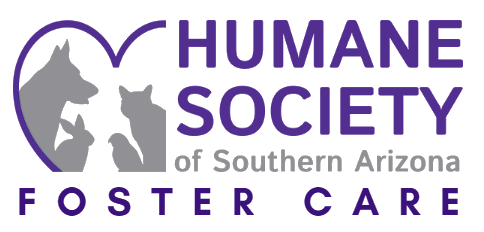 HUMANE
SOCIETY
of Southern Arizona
FOSTER CARE